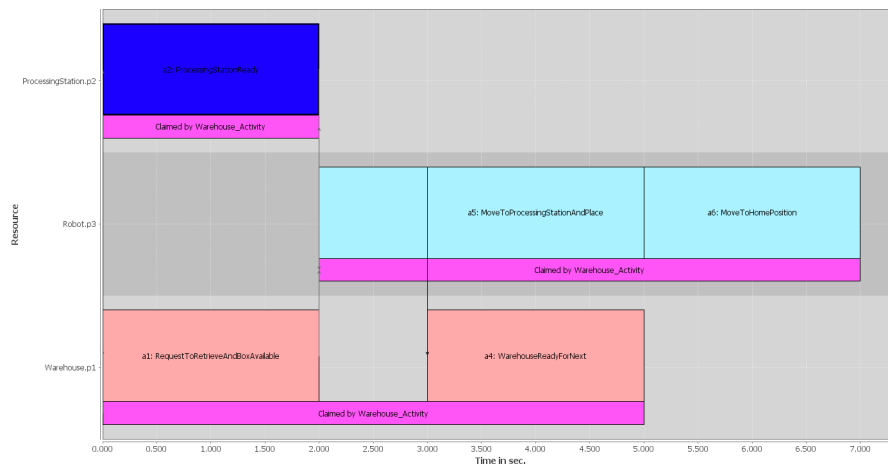 ProcessingStation.p2
a2: ProcessingStationReady
Claimed by Warehouse_Activity
Resource
Robot.p3
a5: MoveToProcessingStationAndPlace
a6: MoveToHomePosition
Claimed by Warehouse_Activity
Warehouse.p1
a1: RequestToRetrieveAndBoxAvailable
a4: WarehouseReadyForNext
Claimed by Warehouse_Activity
0.000 0.500 1.000 1.500 2.000 2.500 3.000 3.500 4.000 4.500 5.000 5.500 6.000 6.500 7.000
Time in sec.